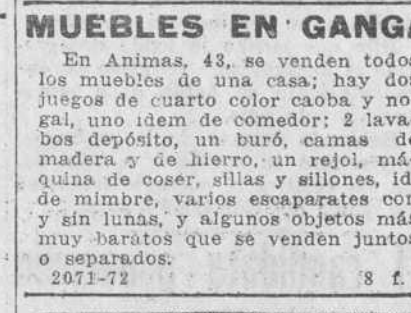 MUEBLES EN GANGA
En Animas, 43, se venden todos
los muebles de una casa; hay dos
juegos de cuarto color caoba y no-
gal, uno idem de comedor; 2 lava-
bos depósito, un buró, camas de
madera y de hierro, un rejol, má-
quina de coser, sillas y sillones, id.
de mimbre, varios escaparates con
y sin lunas, y algunos objetos más
muy baratos que se venden juntos
o separados.
2071-72 8 f.